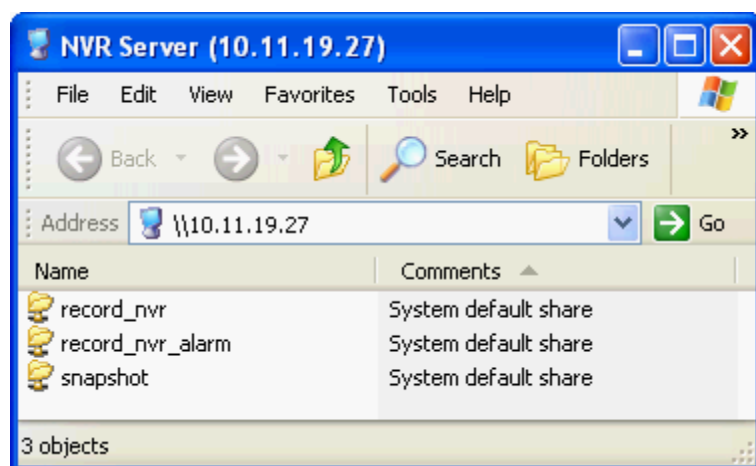 NVR Server (10.11.19.27)
File Edit View Favorites Tools Help
Back Search Folders »
Address \\10.11.19.27 Go
Name Comments
record_nvr System default share
record_nvr_alarm System default share
snapshot System default share
3 objects